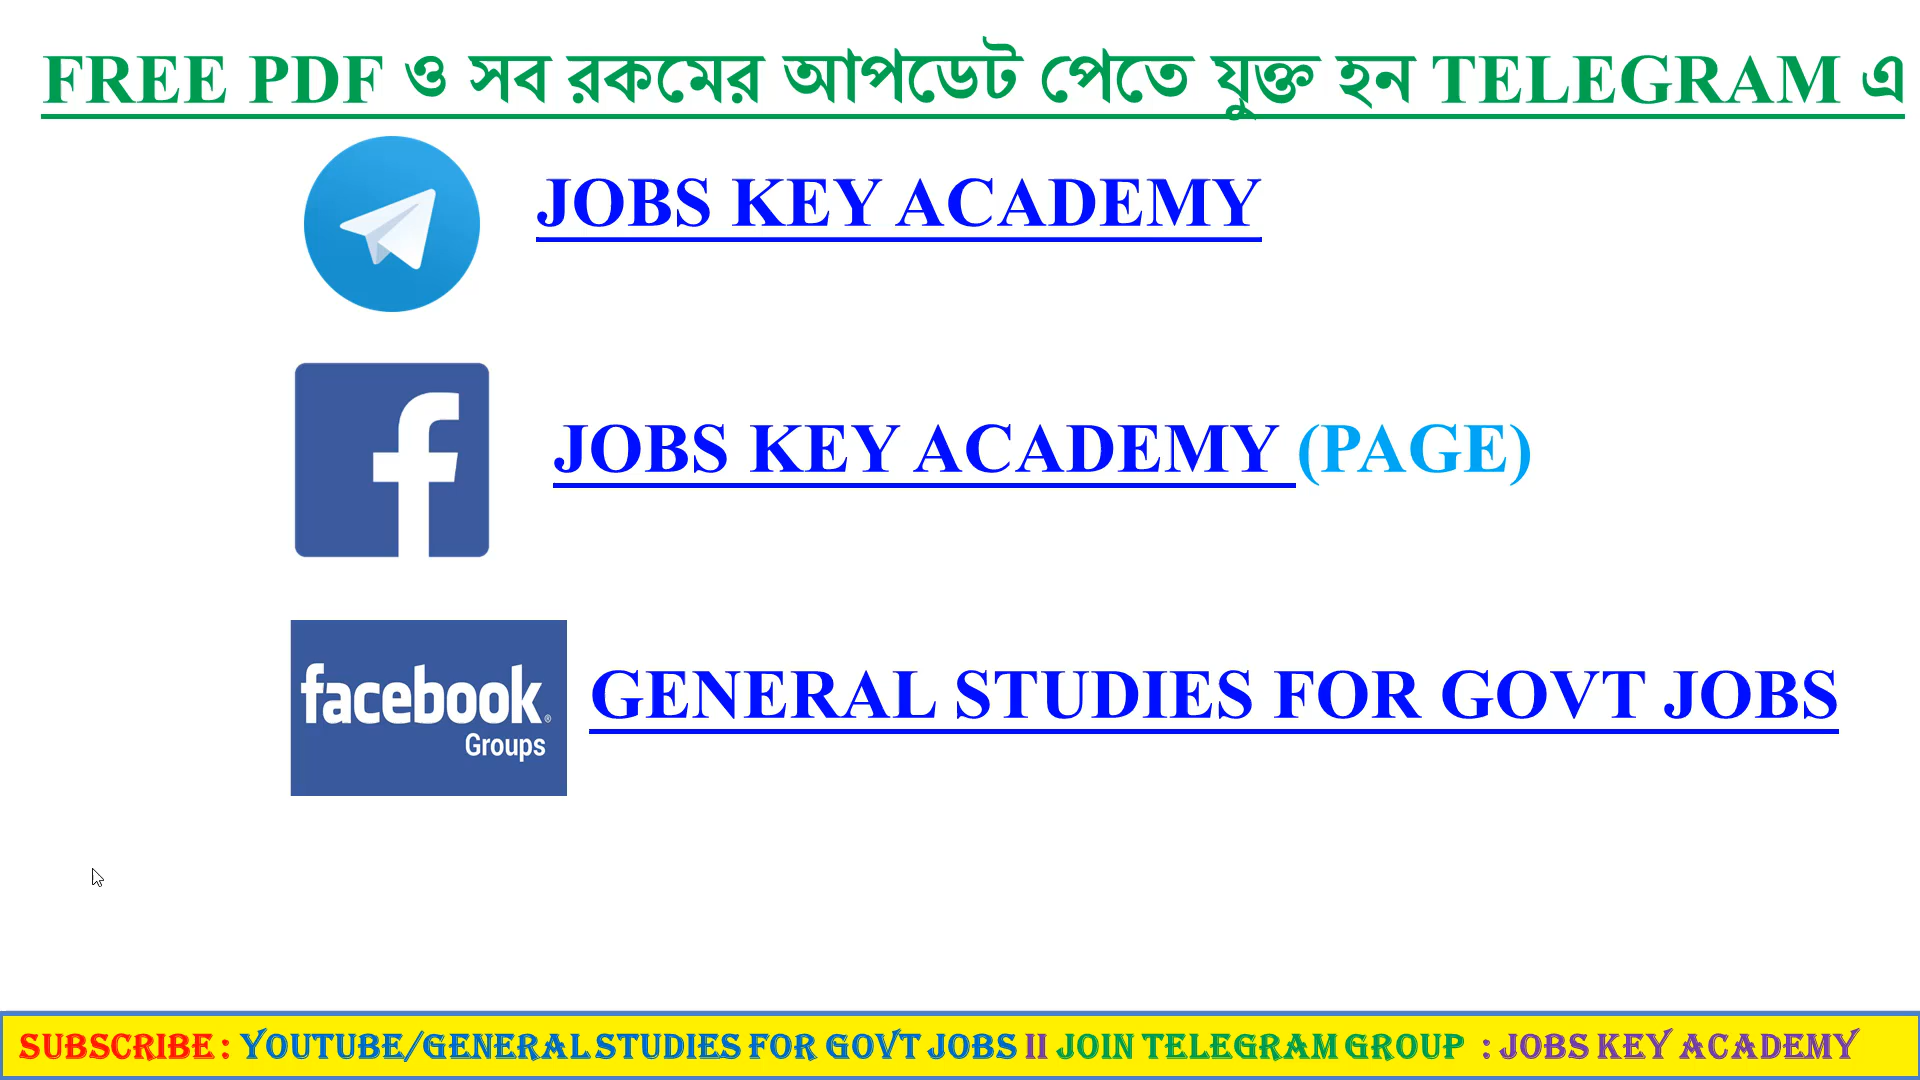 FREE PDF ও সব রকমের আপডেট পেতে যুক্ত হন TELEGRAM এ
JOBS KEY ACADEMY
JOBS KEY ACADEMY (PAGE)
facebook®
Groups
GENERAL STUDIES FOR GOVT JOBS
SUBSCRIBE : YOUTUBE/GENERAL STUDIES FOR GOVT JOBS II JOIN TELEGRAM GROUP : JOBS KEY ACADEMY